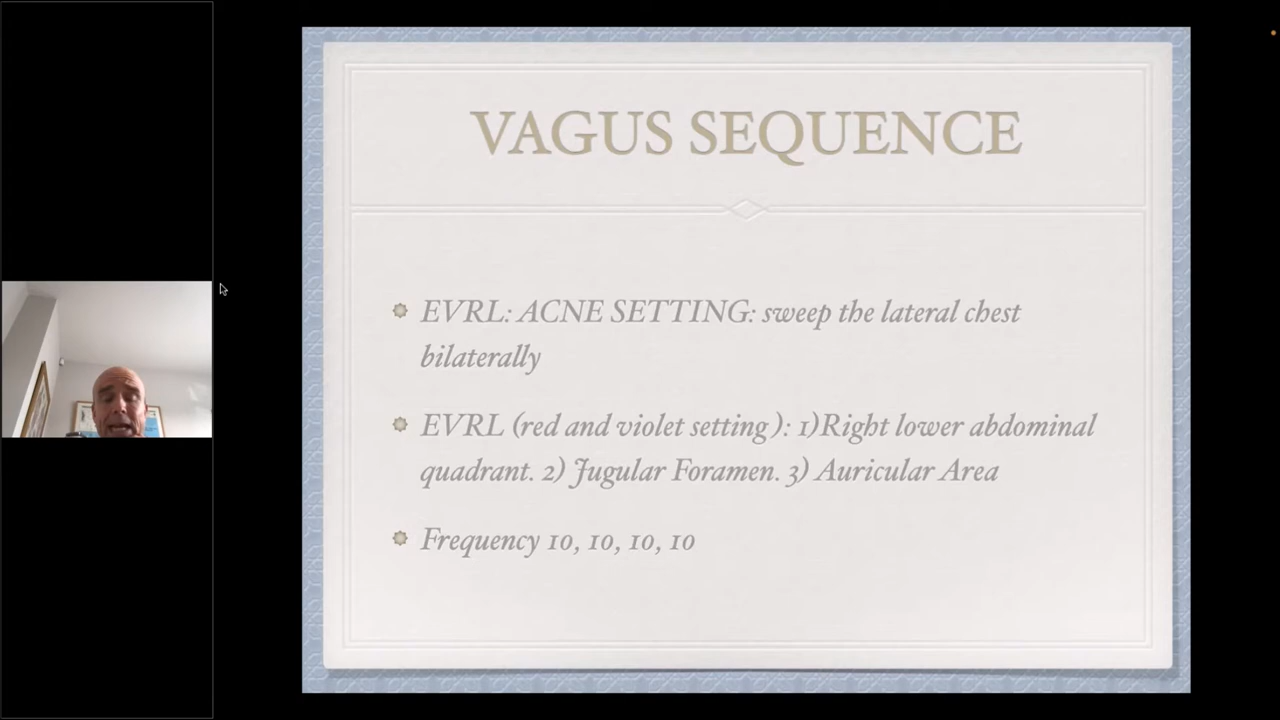 VAGUS SEQUENCE
EVRL: ACNE SETTING: sweep the lateral chest
bilaterally
EVRL (red and violet setting): 1)Right lower abdominal
quadrant. 2) Jugular Foramen. 3) Auricular Area
Frequency 10, 10, 10, 10